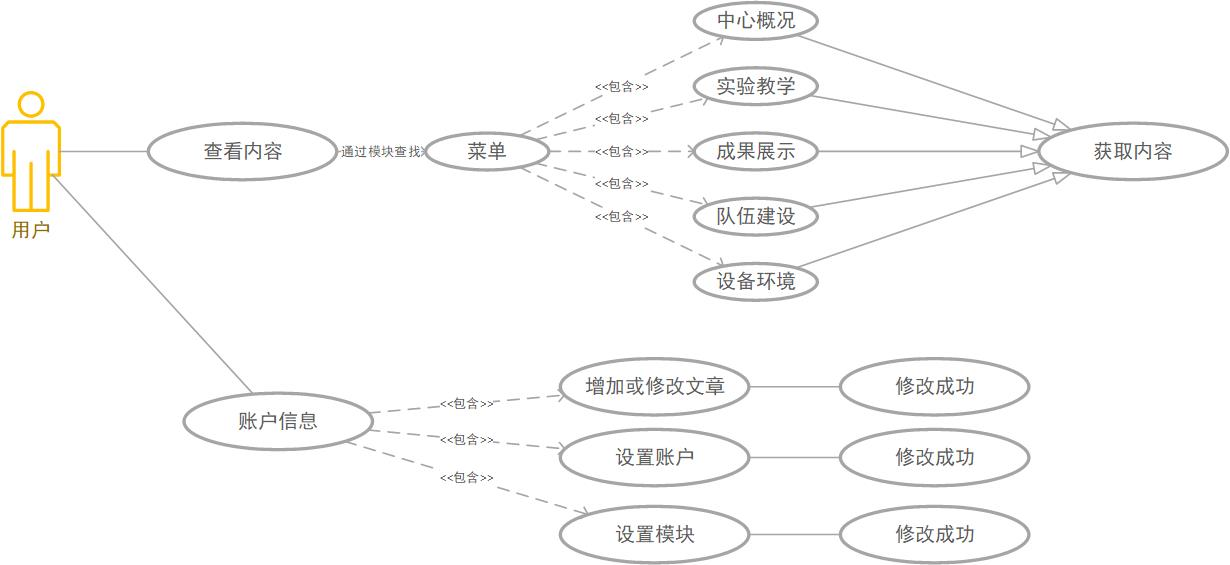 中心概况
<<包含>>
实验教学
<<包含>>
用户
查看内容
通过模块查找
菜单
<<包含>>
成果展示
获取内容
<<包含>>
队伍建设
<<包含>>
设备环境
账户信息
<<包含>>
增加或修改文章
修改成功
<<包含>>
设置账户
修改成功
<<包含>>
设置模块
修改成功